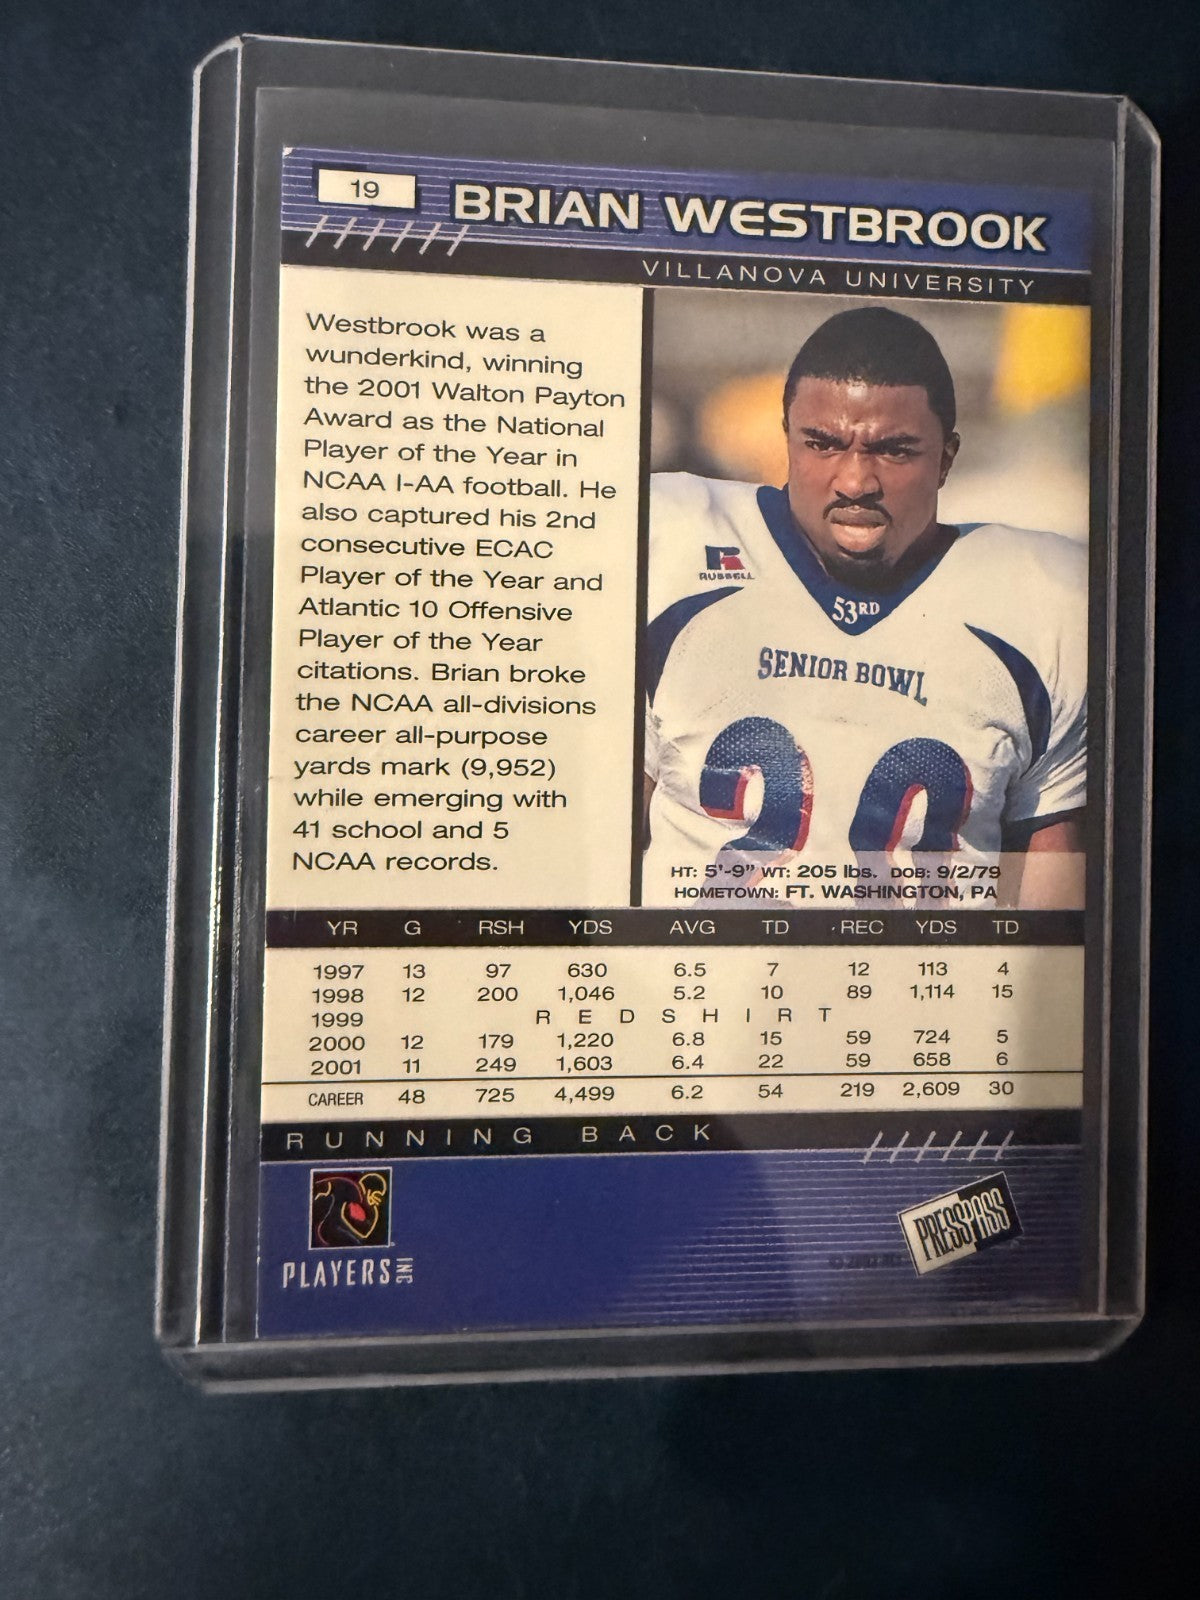 19
BRIAN WESTBROOK
VILLANOVA UNIVERSITY
Westbrook was a
wunderkind, winning
the 2001 Walton Payton
Award as the National
Player of the Year in
NCAA I-AA football. He
also captured his 2nd
consecutive ECAC
Player of the Year and
Atlantic 10 Offensive
Player of the Year
citations. Brian broke
the NCAA all-divisions
career all-purpose
yards mark (9,952)
while emerging with
41 school and 5
NCAA records.
RUSSELL
53RD
SENIOR BOWL
20
HT: 5'-9" WT: 205 lbs. DOB: 9/2/79
HOMETOWN: FT. WASHINGTON, PA
YR G RSH YDS AVG TD REC YDS TD
1997 13 97 630 6.5 7 12 113 4
1998 12 200 1,046 5.2 10 89 1,114 15
1999 REDSHIRT
2000 12 179 1,220 6.8 15 59 724 5
2001 11 249 1,603 6.4 22 59 658 6
CAREER 48 725 4,499 6.2 54 219 2,609 30
RUNNING BACK
PLAYERS INC
PRESS PASS